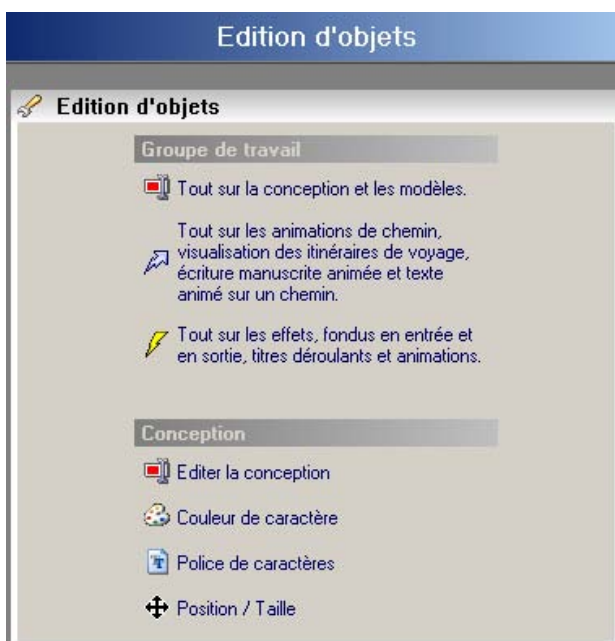 Edition d'objets
Edition d'objets
Groupe de travail
Tout sur la conception et les modèles.
Tout sur les animations de chemin,
visualisation des itinéraires de voyage,
écriture manuscrite animée et texte
animé sur un chemin.
Tout sur les effets, fondus en entrée et
en sortie, titres déroulants et animations.
Conception
Editer la conception
Couleur de caractère
Police de caractères
Position / Taille